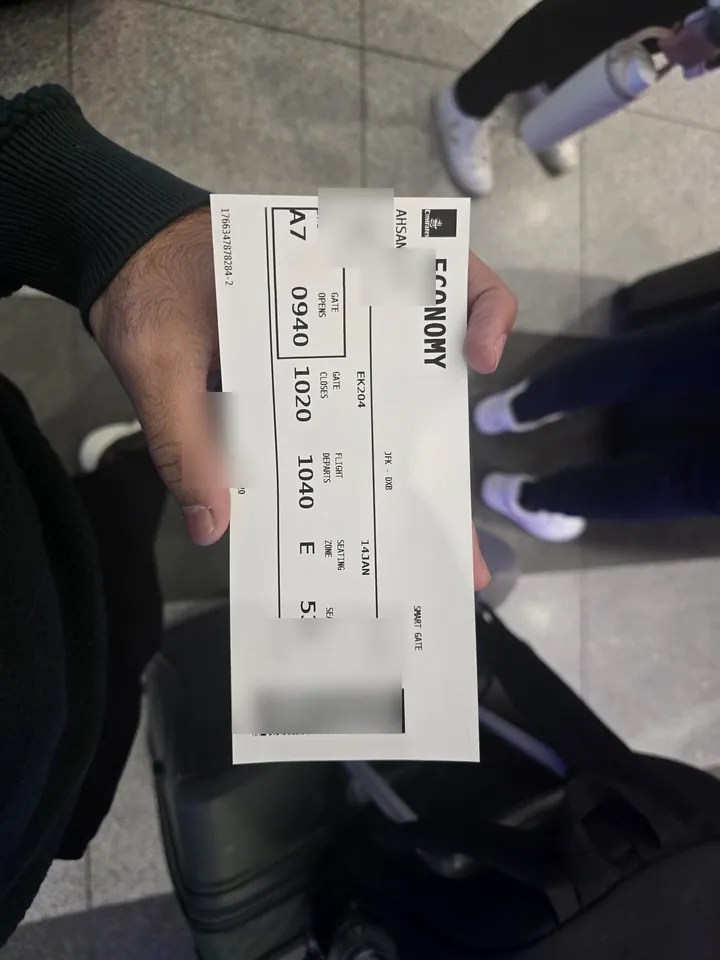 Emirates
ECONOMY
SMART GATE
AHSAN
JFK - DXB
EK204
14JAN
GATE
OPENS
0940
GATE
CLOSES
1020
FLIGHT
DEPARTS
1040
SEATING
ZONE
E
A7
1766347878284-2